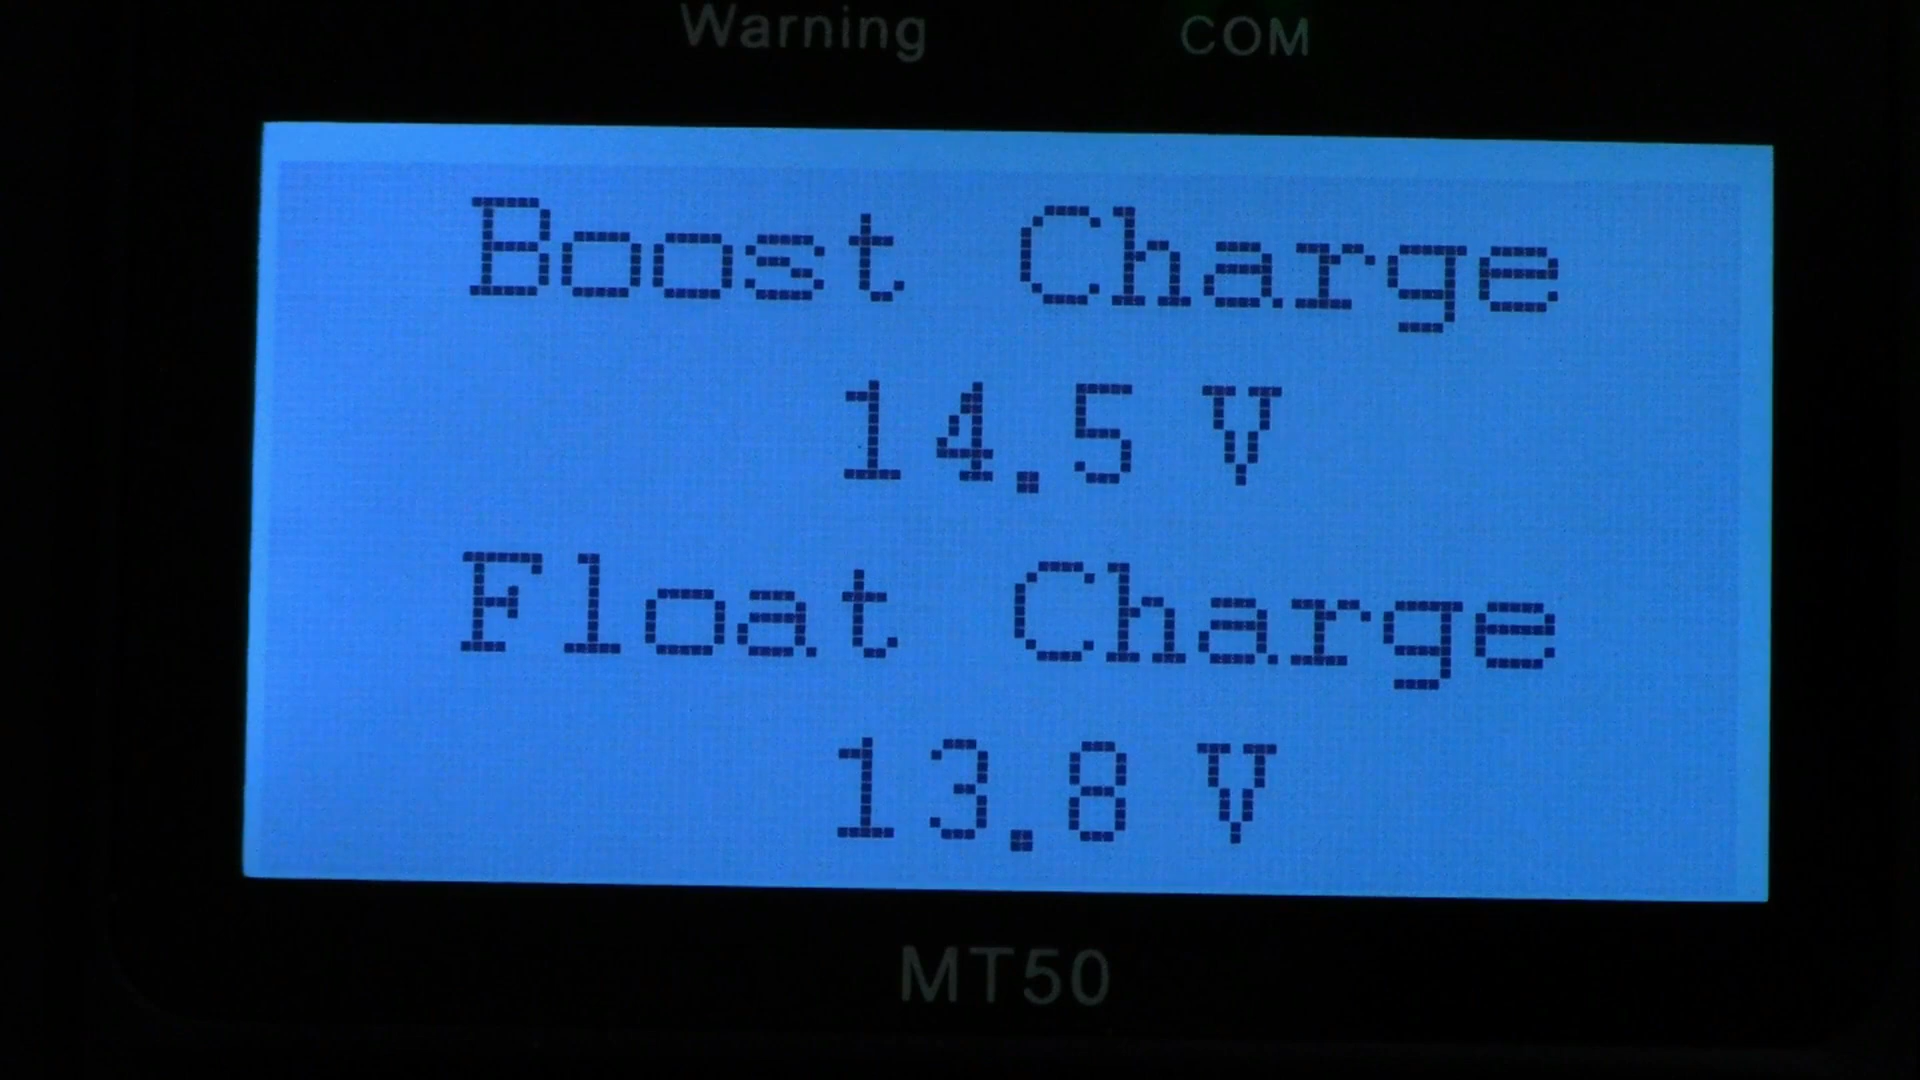 Warning COM
Boost Charge
14.5 V
Float Charge
13.8 V
MT50